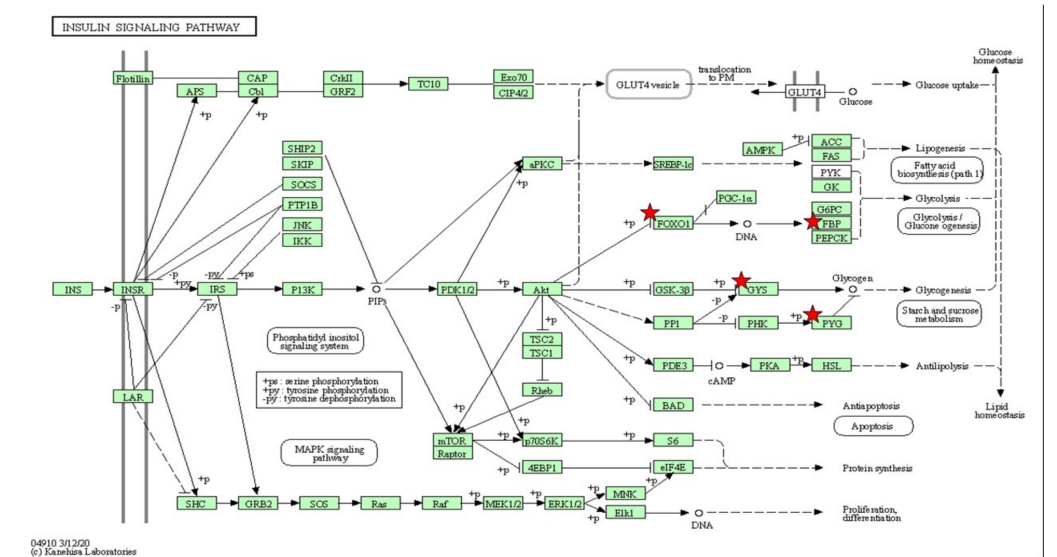 INSULIN SIGNALING PATHWAY
Glucose
homeostasis
Flotillin
CAP
CrkII
TC10
Exo70
translocation
to PM
APS
Cbl
GRF2
CIP4/2
GLUT4 vesicle
GLUT4
Glucose
Glucose uptake
+p
+p
SHIP2
SKIP
SOCS
PTP1B
JNK
IKK
aPKC
+p
SREBP-1c
AMPK
+p
ACC
FAS
Lipogenesis
Fatty acid
biosynthesis (path 1)
PYK
GK
Glycolysis
PGC-1α
+p
FOXO1
DNA
G6PC
FBP
PEPCK
Glycolysis /
Glucone ogenesis
INS
INSR
-p
+py
-p
-py
+ps
IRS
-py
P13K
PIP3
PDK1/2
+p
Akt
+p
GSK-3β
+p
GYS
Glycogen
Glycogenesis
-p
PP1
-p
PHK
+p
PYG
Starch and sucrose
metabolism
Phosphatidyl inositol
signaling system
+p
TSC2
TSC1
+p
PDE3
cAMP
PKA
+p
HSL
Antilipolysis
+ps : serine phosphorylation
+py : tyrosine phosphorylation
-py : tyrosine dephosphorylation
LAR
Rheb
+p
BAD
Antiapoptosis
Apoptosis
Lipid
homeostasis
+p
+p
MAPK signaling
pathway
mTOR
Raptor
+p
p70S6K
+p
S6
+p
4EBP1
eIF4E
Protein synthesis
+p
SHC
GRB2
SOS
Ras
Raf
+p
MEK1/2
+p
ERK1/2
+p
MNK
+p
+p
Elk1
DNA
Proliferation,
differentiation
04910 3/12/20
(c) Kanehisa Laboratories